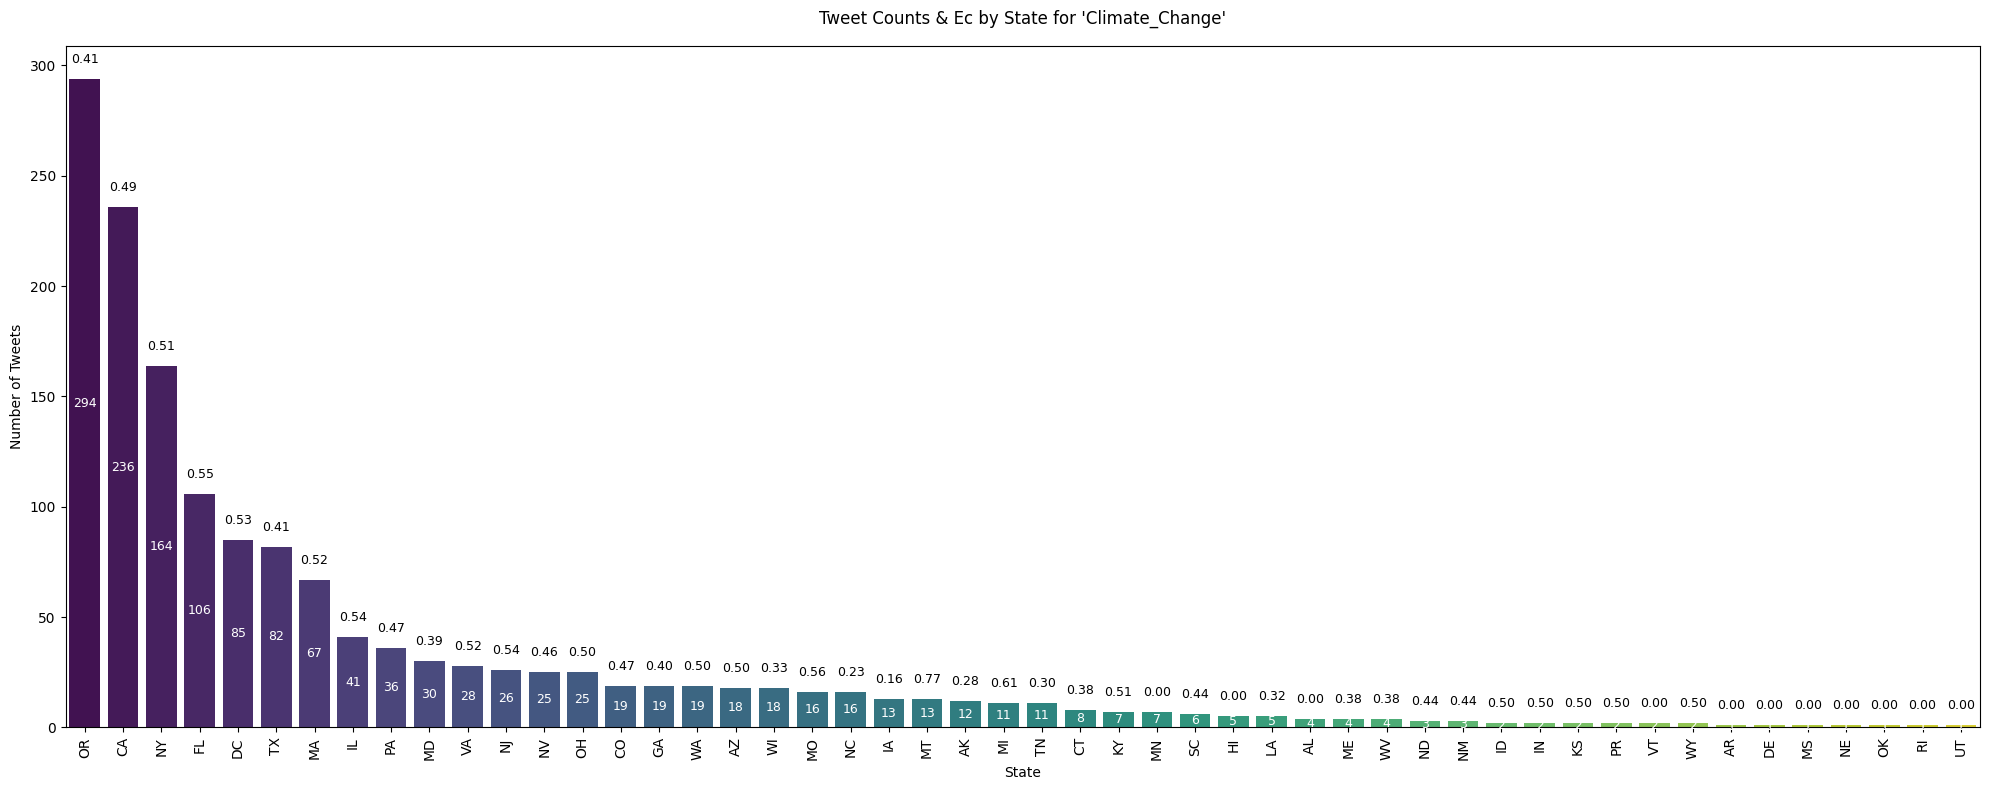 Tweet Counts & Ec by State for 'Climate_Change'
Number of Tweets
300
250
200
150
100
50
0
0.41 0.49 0.51 0.55 0.53 0.41 0.52 0.54 0.47 0.39 0.52 0.54 0.46 0.50 0.47 0.40 0.50 0.50 0.33 0.56 0.23 0.16 0.77 0.28 0.61 0.30 0.38 0.51 0.00 0.44 0.00 0.32 0.00 0.38 0.38 0.44 0.44 0.50 0.50 0.50 0.50 0.00 0.50 0.00 0.00 0.00 0.00 0.00 0.00 0.00
294 236 164 106 85 82 67 41 36 30 28 26 25 25 19 19 19 18 18 16 16 13 13 12 11 11 8 7 7 6 5 5 4 4 4 3 3 2 2 2 2 2 2
OR CA NY FL DC TX MA IL PA MD VA NJ NV OH CO GA WA AZ WI MO NC IA MT AK MI TN CT KY MN SC HI LA AL ME WV ND NM ID IN KS PR VT WY AR DE MS NE OK RI UT
State